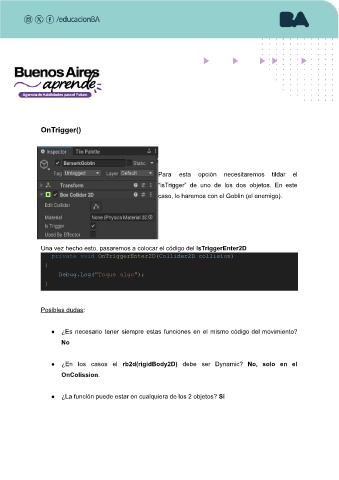 /educacionBA
BA
Buenos Aires
aprende
Agencia de Habilidades para el Futuro
OnTrigger()
Inspector Tile Palette
BerserkGoblin Static
Tag Untagged Layer Default
Transform
Box Collider 2D
Edit Collider
Material None (Physics Material 2D)
Is Trigger
Used By Effector
Para esta opción necesitaremos tildar el
"isTrigger" de uno de los dos objetos. En este
caso, lo haremos con el Goblin (el enemigo).
Una vez hecho esto, pasaremos a colocar el código del IsTriggerEnter2D
private void OnTriggerEnter2D(Collider2D collision)
{
Debug.Log("Toque algo");
}
Posibles dudas:
● ¿Es necesario tener siempre estas funciones en el mismo código del movimiento?
No
● ¿En los casos el rb2d(rigidBody2D) debe ser Dynamic? No, solo en el
OnColission.
● ¿La función puede estar en cualquiera de los 2 objetos? SI